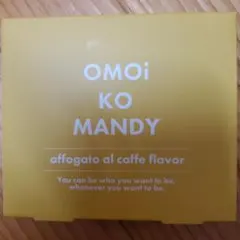 OMOi
KO
MANDY
affogato al caffe flavor
You can be who you want to be,
whenever you want to be.